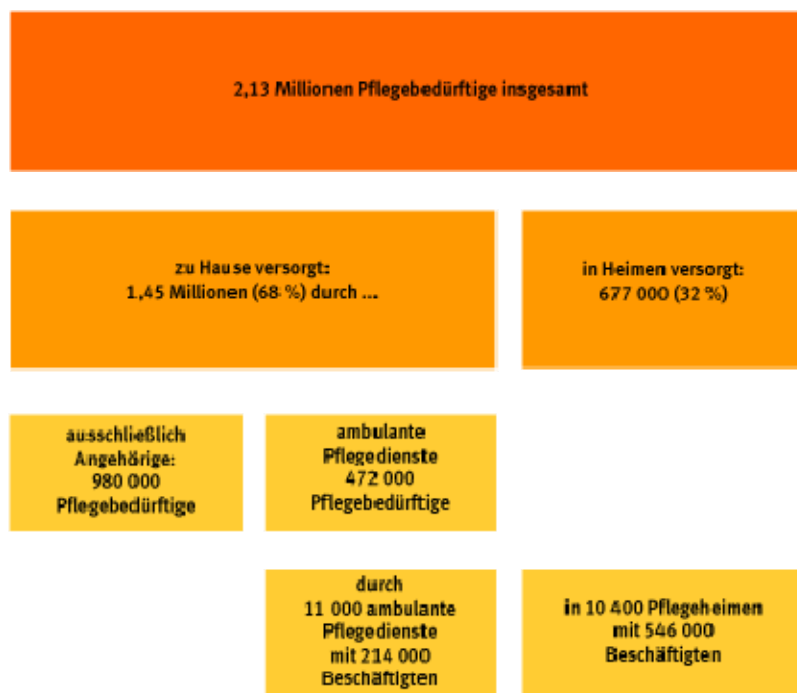 2,13 Millionen Pflegebedürftige insgesamt
zu Hause versorgt:
1,45 Millionen (68 %) durch ...
in Heimen versorgt:
677 000 (32 %)
ausschließlich
Angehörige:
980 000
Pflegebedürftige
ambulante
Pflegedienste
472 000
Pflegebedürftige
durch
11 000 ambulante
Pflegedienste
mit 214 000
Beschäftigten
in 10 400 Pflegeheimen
mit 546 000
Beschäftigten